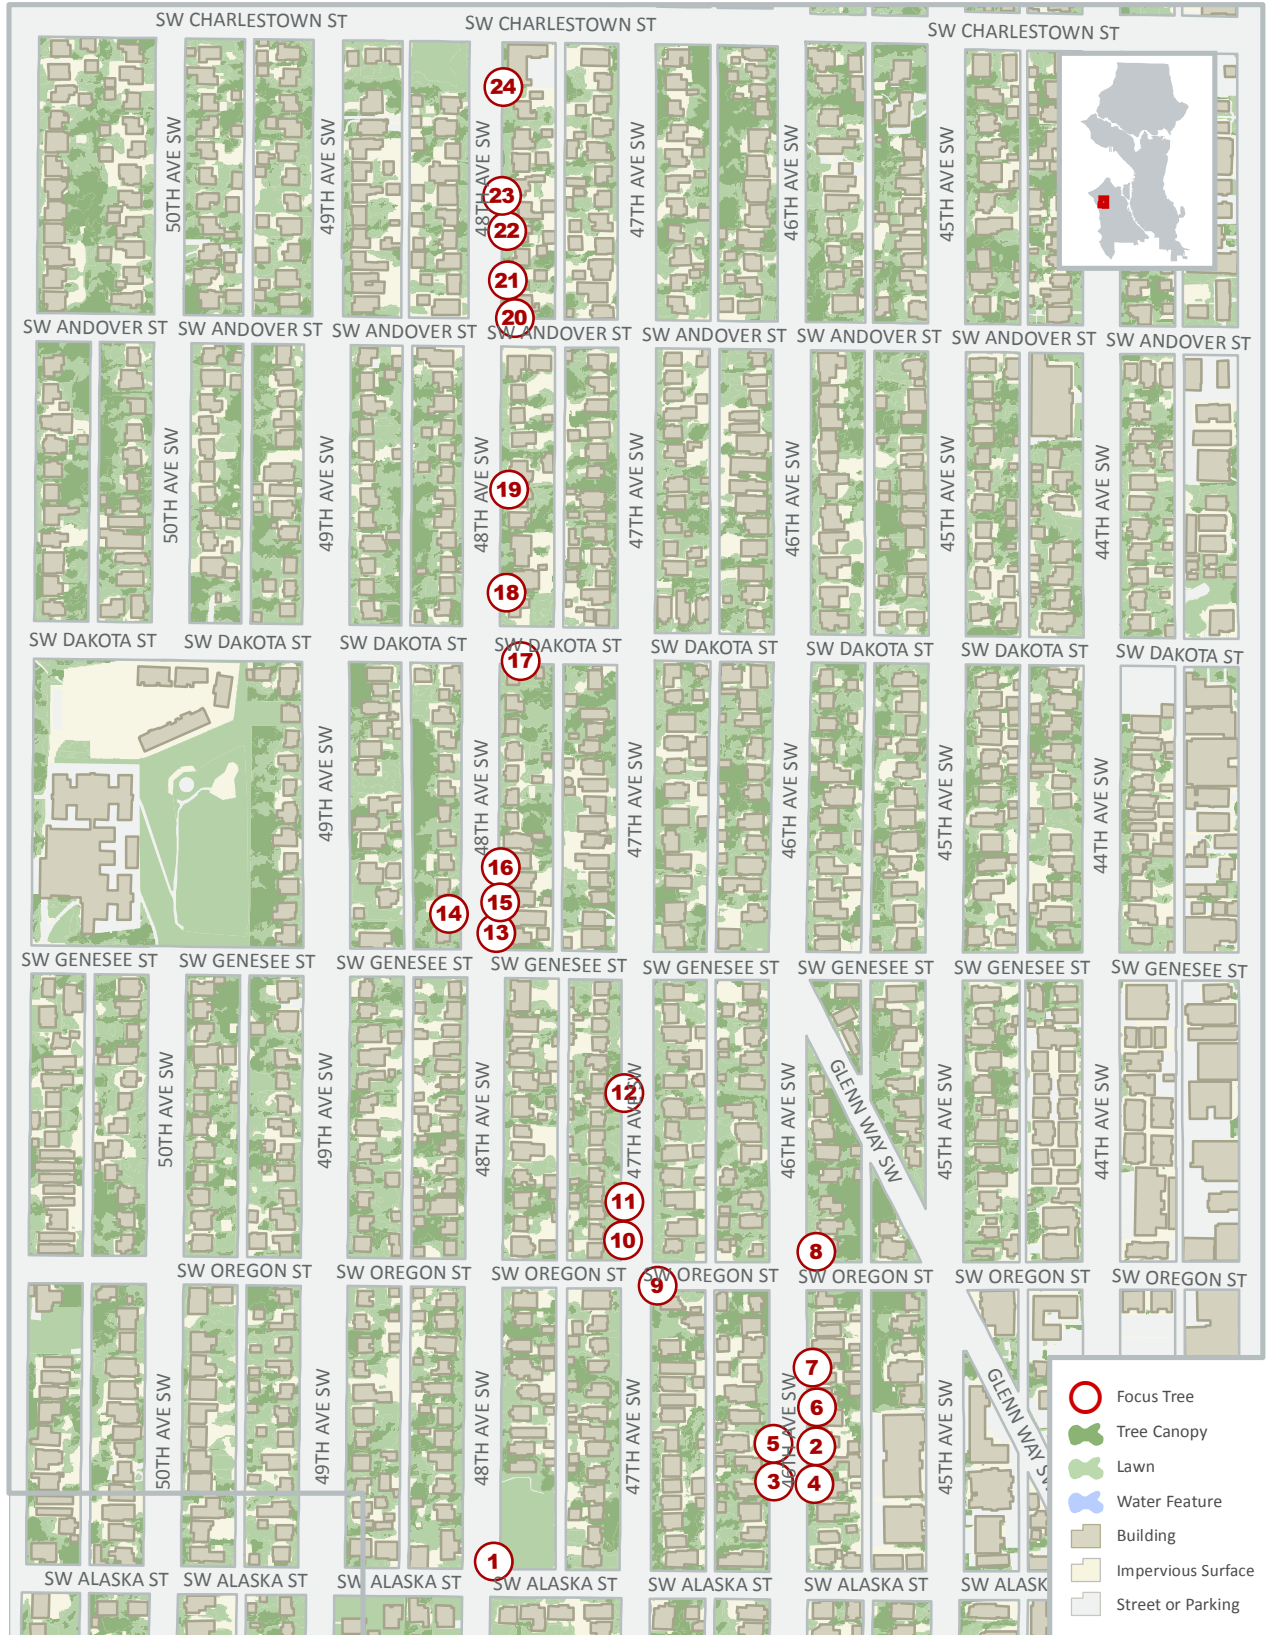 SW CHARLESTOWN ST
SW CHARLESTOWN ST
SW CHARLESTOWN ST
24
50TH AVE SW
49TH AVE SW
48TH AVE SW
47TH AVE SW
46TH AVE SW
45TH AVE SW
23
22
21
20
SW ANDOVER ST
SW ANDOVER ST
SW ANDOVER ST
SW ANDOVER ST
SW ANDOVER ST
SW ANDOVER ST
SW ANDOVER ST
SW ANDOVER ST
50TH AVE SW
49TH AVE SW
48TH AVE SW
47TH AVE SW
46TH AVE SW
45TH AVE SW
44TH AVE SW
19
18
SW DAKOTA ST
SW DAKOTA ST
SW DAKOTA ST
SW DAKOTA ST
SW DAKOTA ST
SW DAKOTA ST
SW DAKOTA ST
SW DAKOTA ST
17
49TH AVE SW
48TH AVE SW
47TH AVE SW
46TH AVE SW
45TH AVE SW
44TH AVE SW
16
15
14
13
SW GENESEE ST
SW GENESEE ST
SW GENESEE ST
SW GENESEE ST
SW GENESEE ST
SW GENESEE ST
SW GENESEE ST
SW GENESEE ST
50TH AVE SW
49TH AVE SW
48TH AVE SW
47TH AVE SW
46TH AVE SW
GLENN WAY SW
45TH AVE SW
44TH AVE SW
12
11
10
8
SW OREGON ST
SW OREGON ST
SW OREGON ST
SW OREGON ST
SW OREGON ST
SW OREGON ST
SW OREGON ST
9
50TH AVE SW
49TH AVE SW
48TH AVE SW
47TH AVE SW
46TH AVE SW
45TH AVE SW
GLENN WAY SW
7
6
5
2
3
4
1
SW ALASKA ST
SW ALASKA ST
SW ALASKA ST
SW ALASKA ST
SW ALASKA ST
SW ALASKA ST
SW ALASK
Focus Tree
Tree Canopy
Lawn
Water Feature
Building
Impervious Surface
Street or Parking